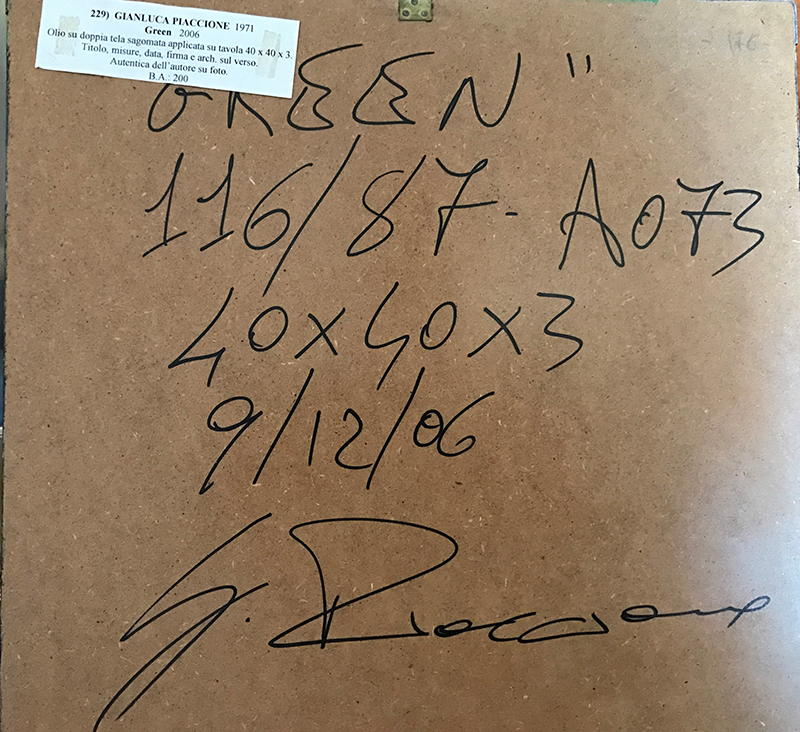 229) GIANLUCA PIACCIONE 1971
Green 2006
Olio su doppia tela sagomata applicata su tavola 40 x 40 x 3.
Titolo, misure, data, firma e arch. sul verso.
Autentica dell'autore su foto.
B.A.: 200
176
GREEN "
116/87 - A073
40x40x3
9/12/06
G. Piaccione